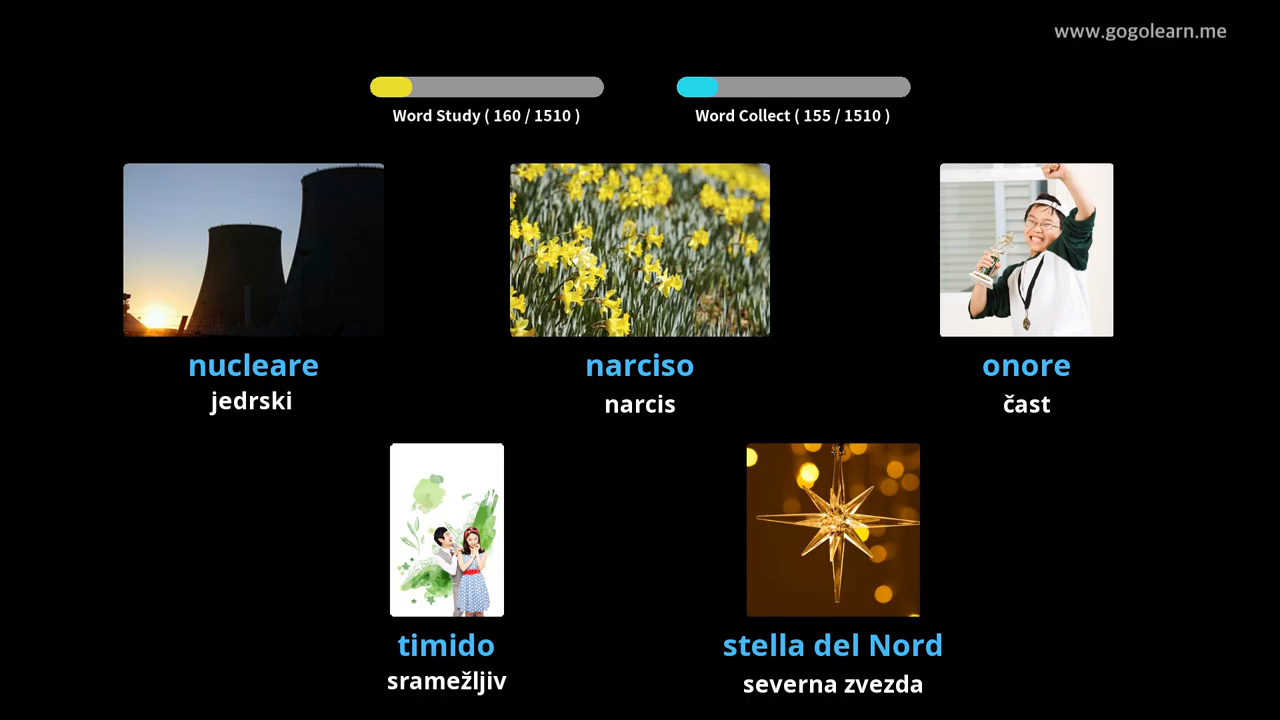 www.gogolearn.me
Word Study ( 160 / 1510 )
Word Collect ( 155 / 1510 )
nucleare
jedrski
narciso
narcis
onore
čast
timido
sramežljiv
stella del Nord
severna zvezda